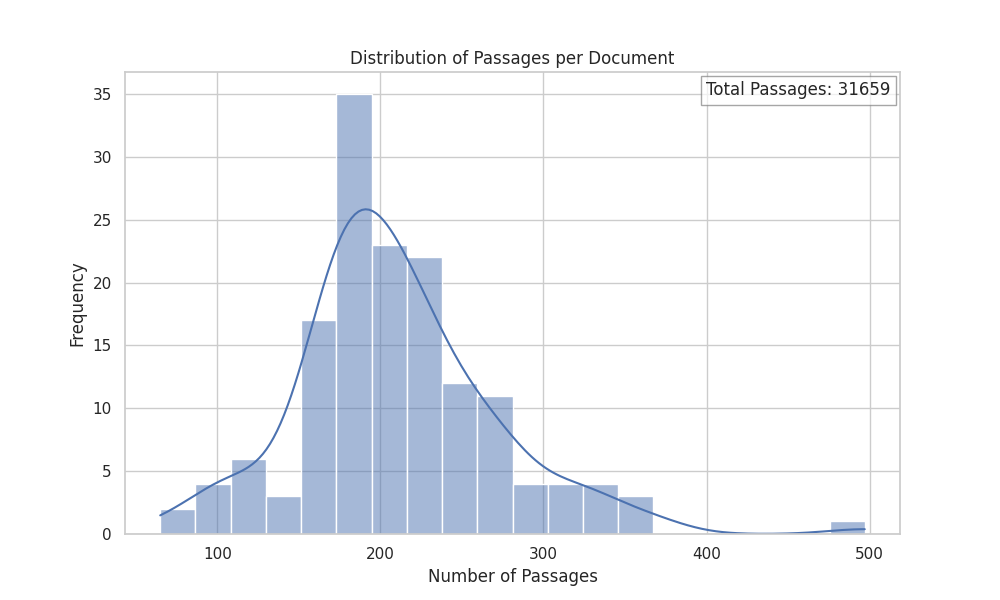 Distribution of Passages per Document
Total Passages: 31659
35
30
25
20
15
10
5
0
Frequency
100 200 300 400 500
Number of Passages